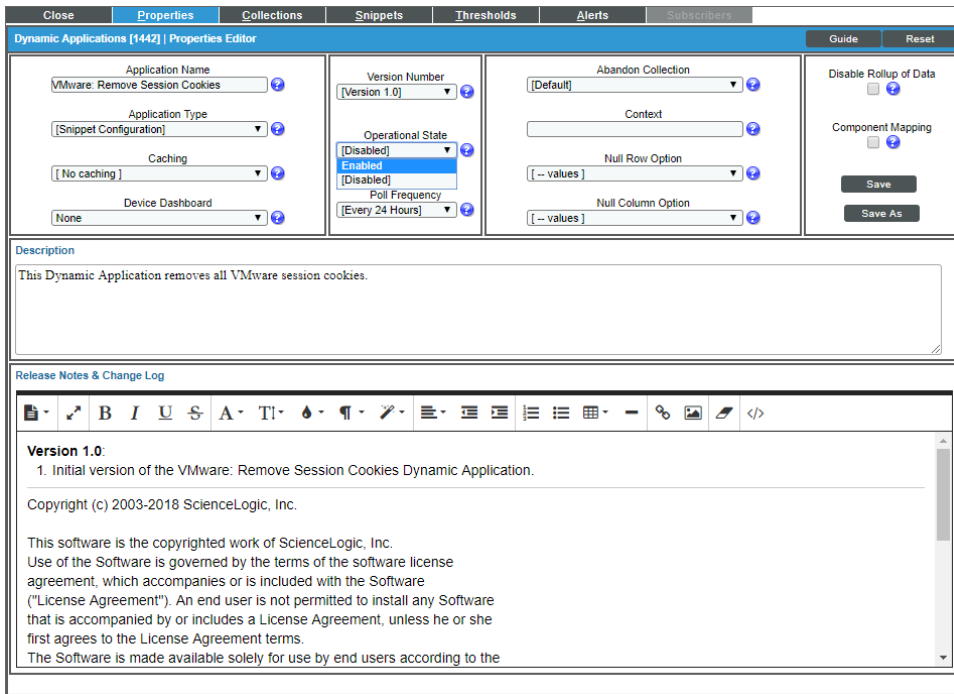 Close Properties Collections Snippets Thresholds Alerts Subscribers
Dynamic Applications [1442] | Properties Editor Guide Reset
Application Name
VMware: Remove Session Cookies
Application Type
[Snippet Configuration]
Caching
[ No caching ]
Device Dashboard
None
Version Number
[Version 1.0]
Operational State
[Disabled]
Enabled
[Disabled]
Poll Frequency
[Every 24 Hours]
Abandon Collection
[Default]
Context
Null Row Option
[ -- values ]
Null Column Option
[ -- values ]
Disable Rollup of Data
Component Mapping
Save
Save As
Description
This Dynamic Application removes all VMware session cookies.
Release Notes & Change Log
B I U S A TI ¶ </>
Version 1.0:
1. Initial version of the VMware: Remove Session Cookies Dynamic Application.
Copyright (c) 2003-2018 ScienceLogic, Inc.
This software is the copyrighted work of ScienceLogic, Inc.
Use of the Software is governed by the terms of the software license
agreement, which accompanies or is included with the Software
("License Agreement"). An end user is not permitted to install any Software
that is accompanied by or includes a License Agreement, unless he or she
first agrees to the License Agreement terms.
The Software is made available solely for use by end users according to the